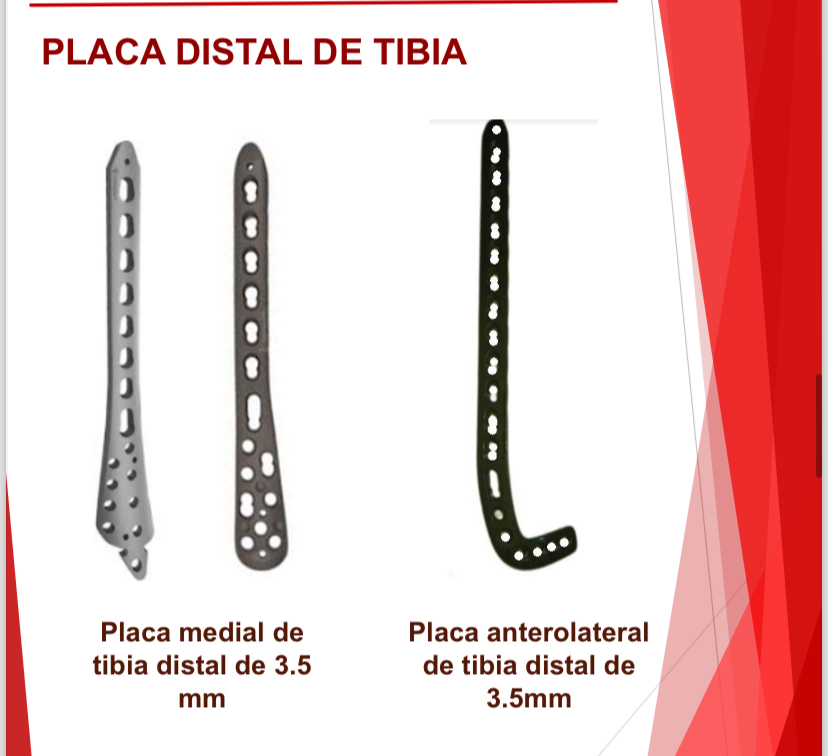 PLACA DISTAL DE TIBIA
Placa medial de
tibia distal de 3.5
mm
Placa anterolateral
de tibia distal de
3.5mm